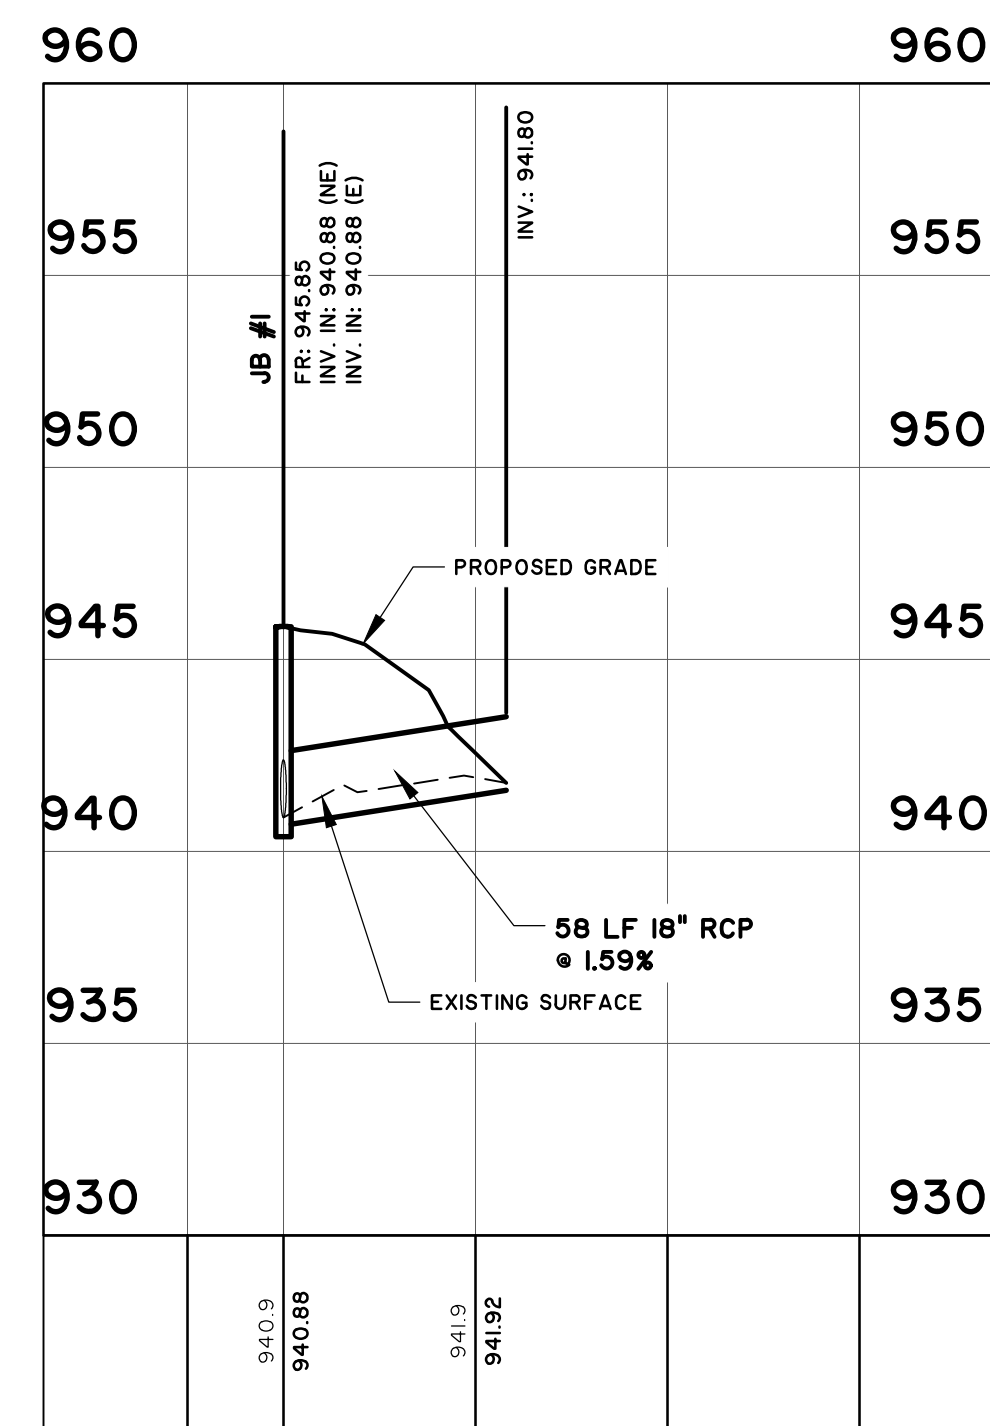 960
960
INV.: 941.80
JB #1
FR: 945.85
INV. IN: 940.88 (NE)
INV. IN: 940.88 (E)
955
955
950
950
PROPOSED GRADE
945
945
940
940
58 LF 18" RCP
@ 1.59%
EXISTING SURFACE
935
935
930
930
940.9
940.88
941.9
941.92